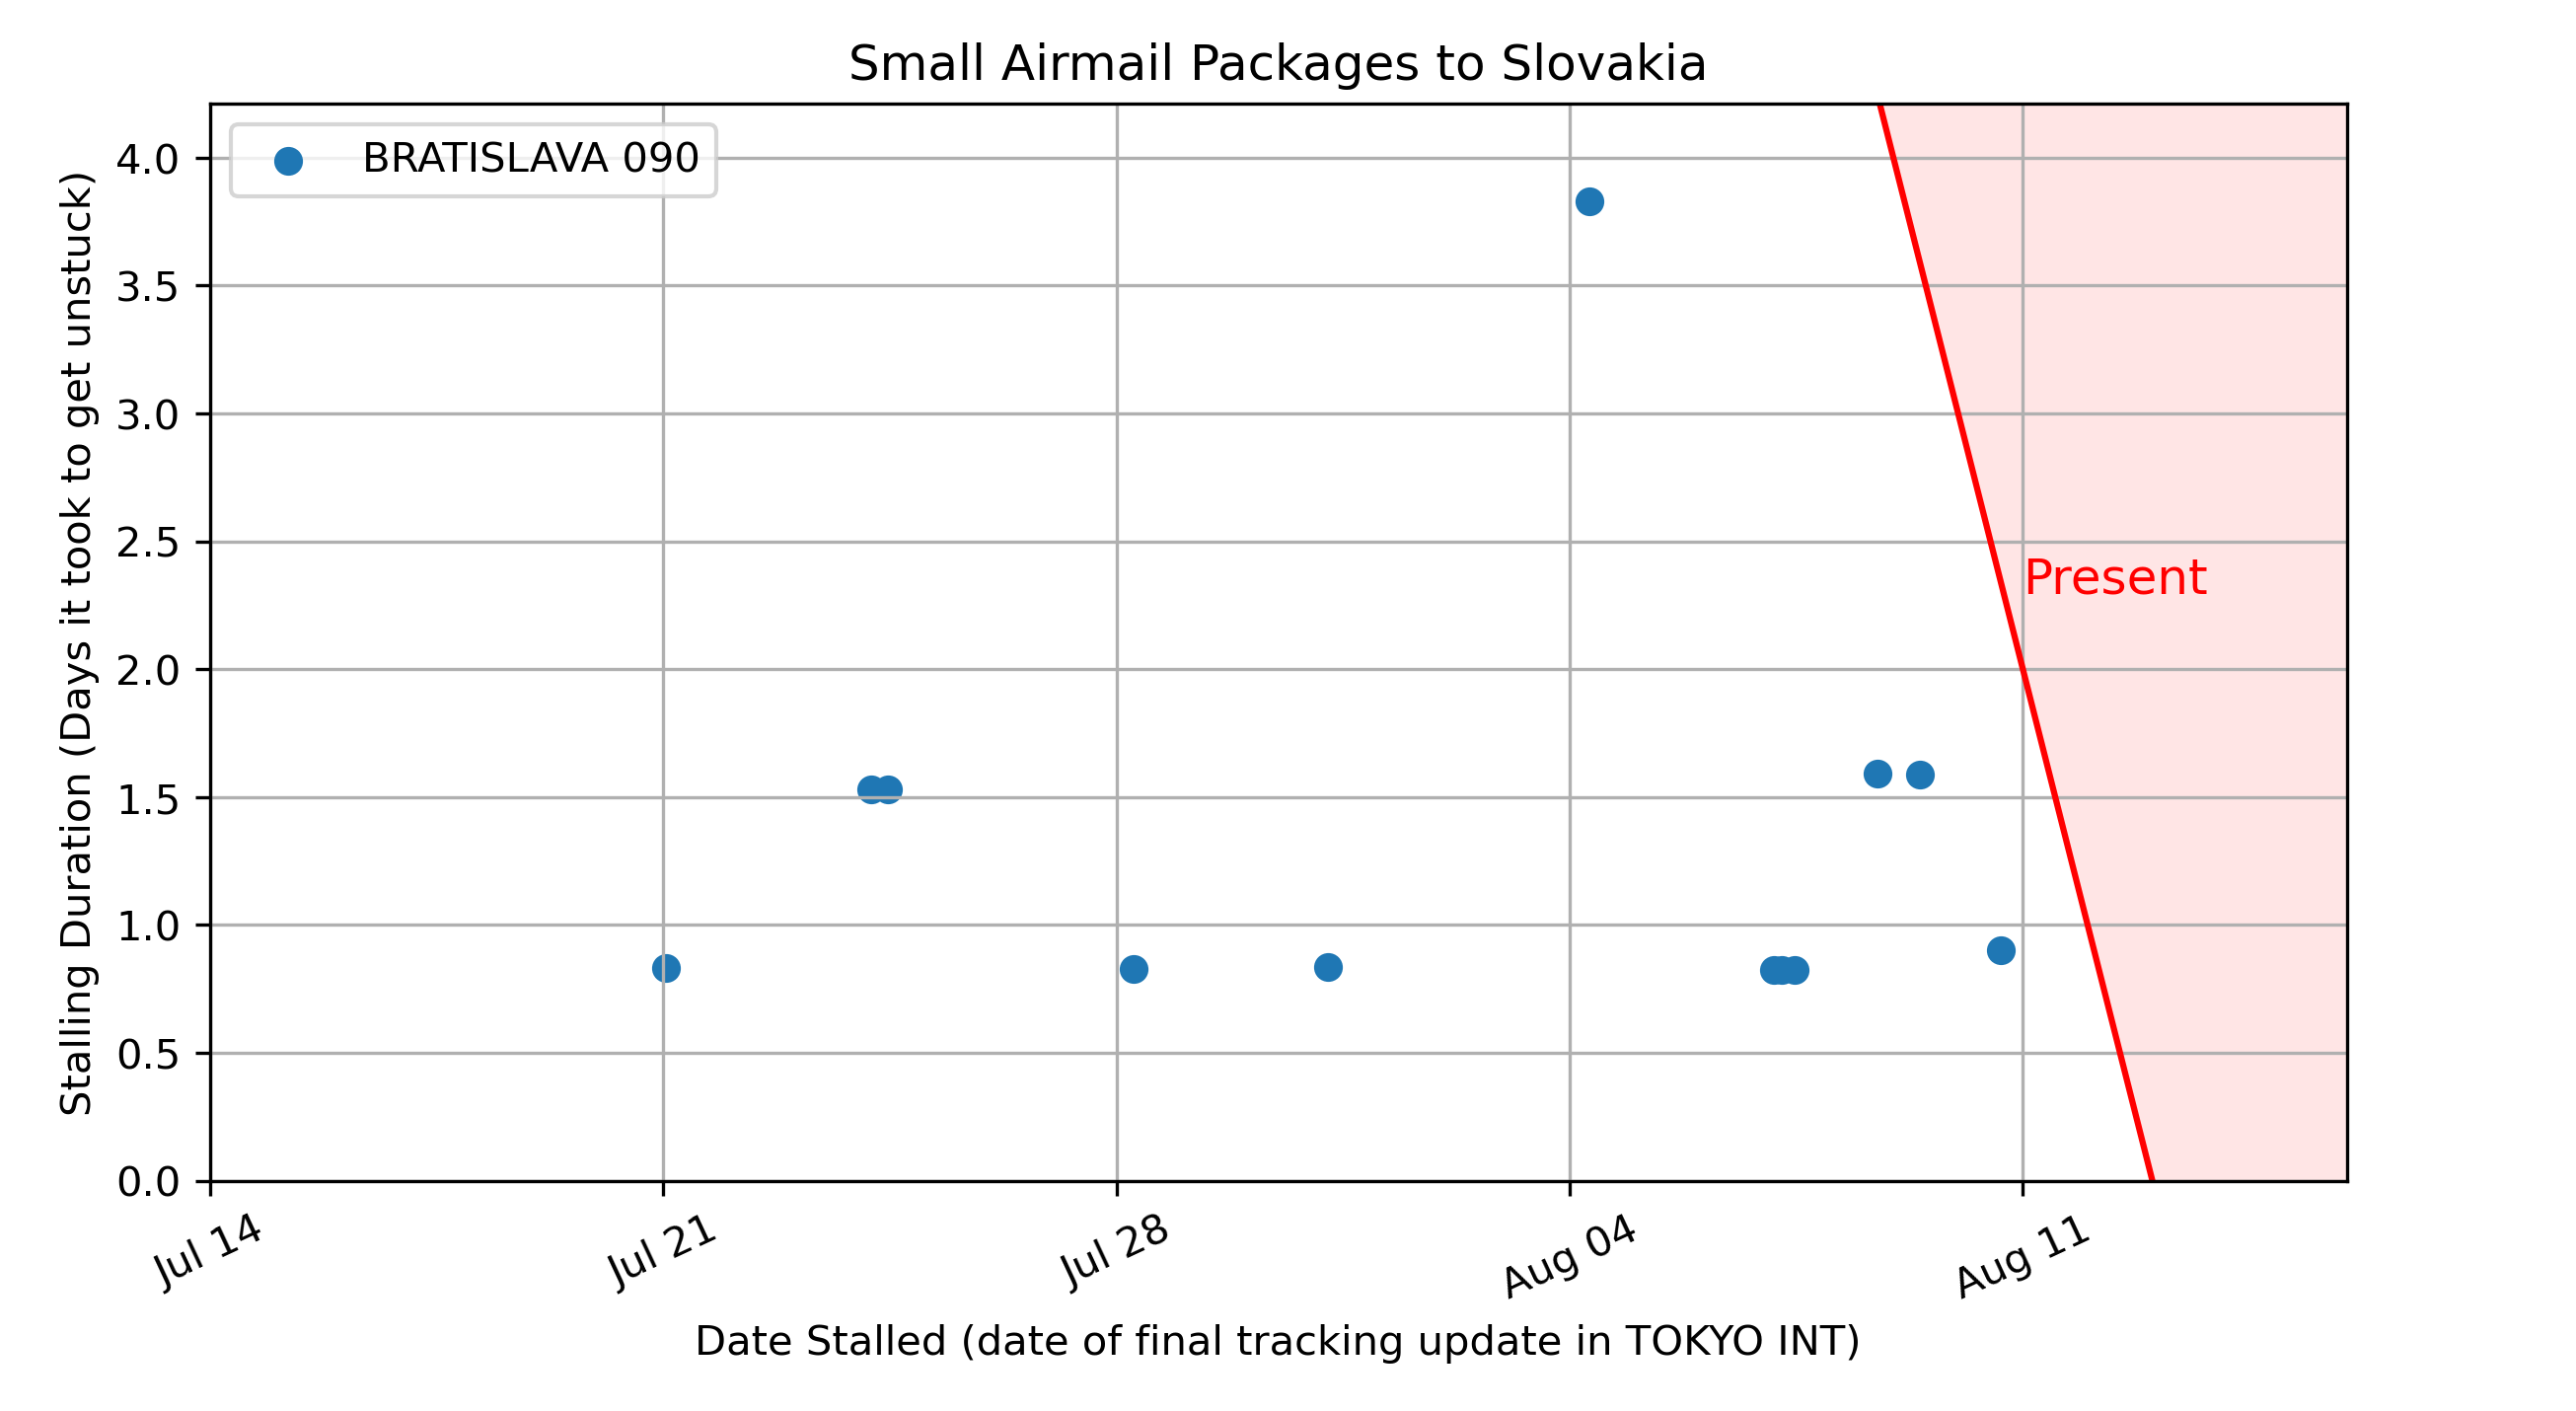 Small Airmail Packages to Slovakia
BRATISLAVA 090
Stalling Duration (Days it took to get unstuck)
4.0
3.5
3.0
2.5
2.0
1.5
1.0
0.5
0.0
Present
Jul 14
Jul 21
Jul 28
Aug 04
Aug 11
Date Stalled (date of final tracking update in TOKYO INT)